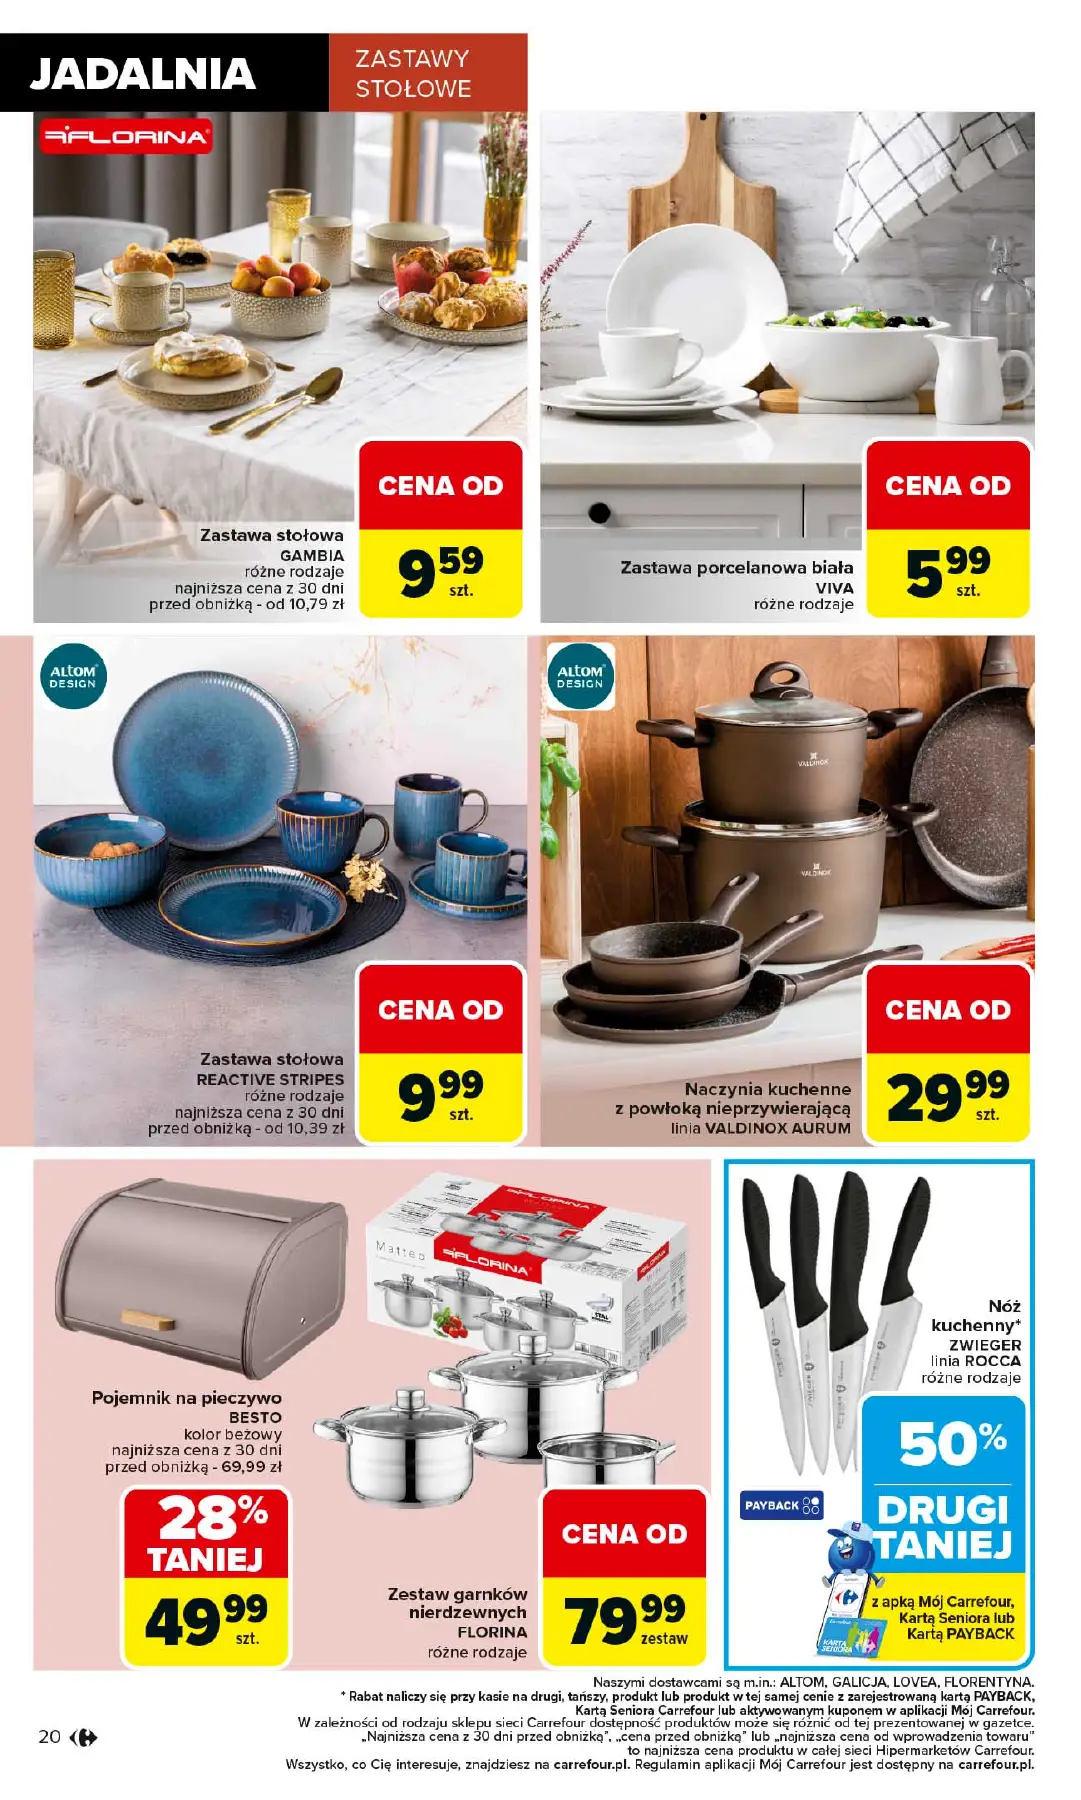 JADALNIA
ZASTAWY
STOŁOWE
FLORINA
CENA OD
9 59
szt.
Zastawa stołowa
GAMBIA
różne rodzaje
najniższa cena z 30 dni
przed obniżką - od 10,79 zł
CENA OD
5 99
szt.
Zastawa porcelanowa biała
VIVA
różne rodzaje
ALTOM
DESIGN
CENA OD
9 99
szt.
Zastawa stołowa
REACTIVE STRIPES
różne rodzaje
najniższa cena z 30 dni
przed obniżką - od 10,39 zł
ALTOM
DESIGN
VALDINOX
VALDINOX
CENA OD
29 99
szt.
Naczynia kuchenne
z powłoką nieprzywierającą
linia VALDINOX AURUM
Pojemnik na pieczywo
BESTO
kolor beżowy
najniższa cena z 30 dni
przed obniżką - 69,99 zł
28%
TANIEJ
49 99
szt.
FLORINA
Matteo
FLORINA
CENA OD
79 99
zestaw
Zestaw garnków
nierdzewnych
FLORINA
różne rodzaje
Nóż
kuchenny*
ZWIEGER
linia ROCCA
różne rodzaje
50%
DRUGI
TANIEJ
PAYBACK
z apką Mój Carrefour,
Kartą Seniora lub
Kartą PAYBACK
KARTA
SENIORA
Naszymi dostawcami są m.in.: ALTOM, GALICJA, LOVEA, FLORENTYNA.
* Rabat naliczy się przy kasie na drugi, tańszy, produkt lub produkt w tej samej cenie z zarejestrowaną kartą PAYBACK,
Kartą Seniora Carrefour lub aktywowanym kuponem w aplikacji Mój Carrefour.
W zależności od rodzaju sklepu sieci Carrefour dostępność produktów może się różnić od tej prezentowanej w gazetce.
„Najniższa cena z 30 dni przed obniżką”, „cena przed obniżką” lub „najniższa cena od wprowadzenia towaru”
to najniższa cena produktu w całej sieci Hipermarketów Carrefour.
Wszystko, co Cię interesuje, znajdziesz na carrefour.pl. Regulamin aplikacji Mój Carrefour jest dostępny na carrefour.pl.
20